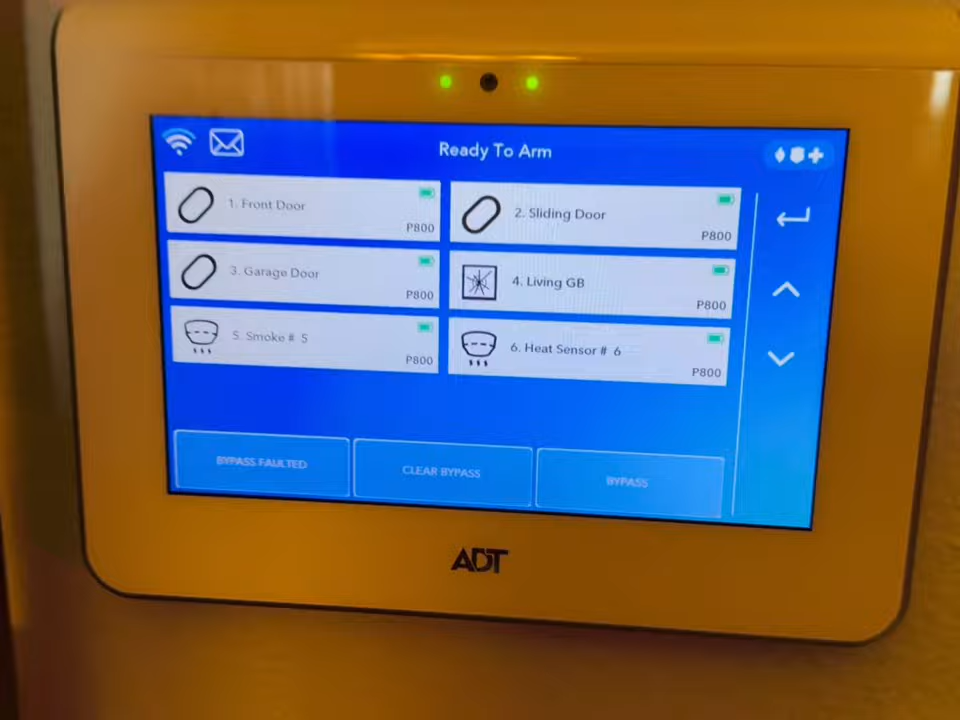 Ready To Arm
1. Front Door
P800
2. Sliding Door
P800
3. Garage Door
P800
4. Living GB
P800
5. Smoke # 5
P800
6. Heat Sensor # 6
P800
BYPASS FAULTED
CLEAR BYPASS
BYPASS
ADT